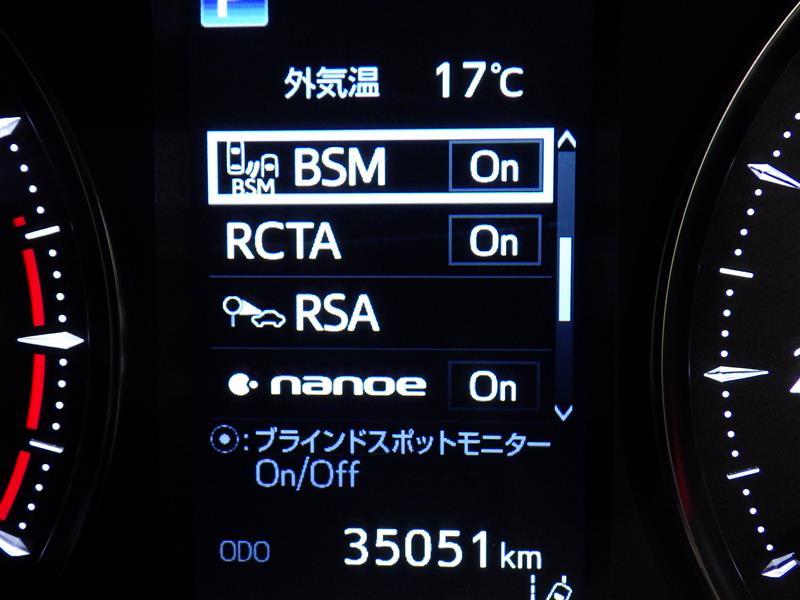 外気温 17℃
BSM BSM On
RCTA On
RSA
nanoe On
:ブラインドスポットモニター
On/Off
ODO 35051km